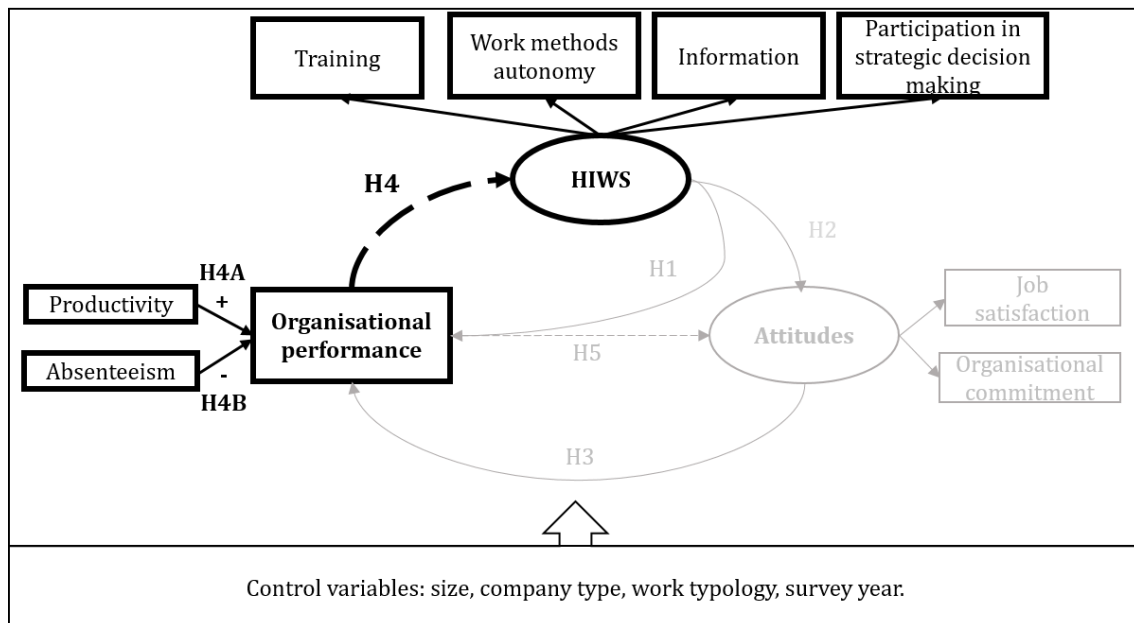 Training
Work methods
autonomy
Information
Participation in
strategic decision
making
HIWS
H4
H2
H1
H4A
+
Productivity
Organisational
performance
Absenteeism
-
H4B
H5
Attitudes
Job
satisfaction
Organisational
commitment
H3
Control variables: size, company type, work typology, survey year.